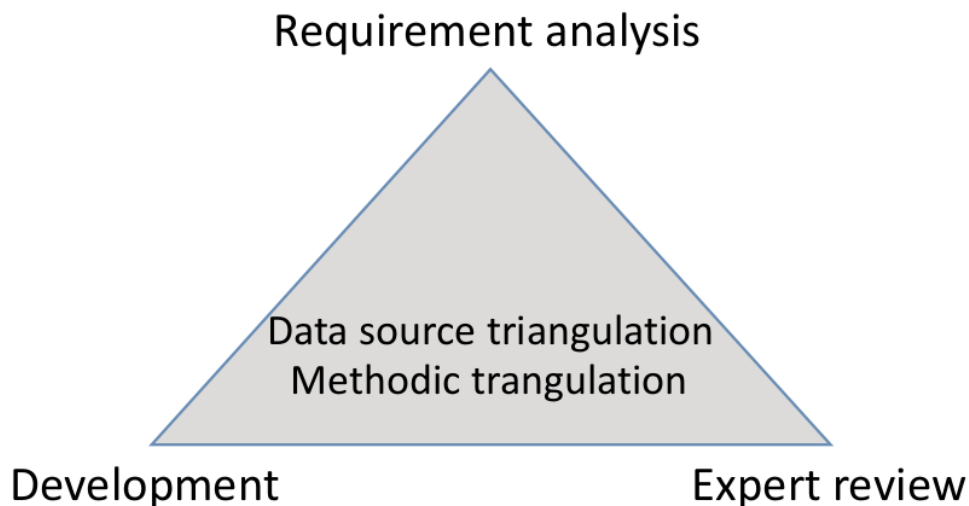 Requirement analysis
Data source triangulation
Methodic trangulation
Development
Expert review